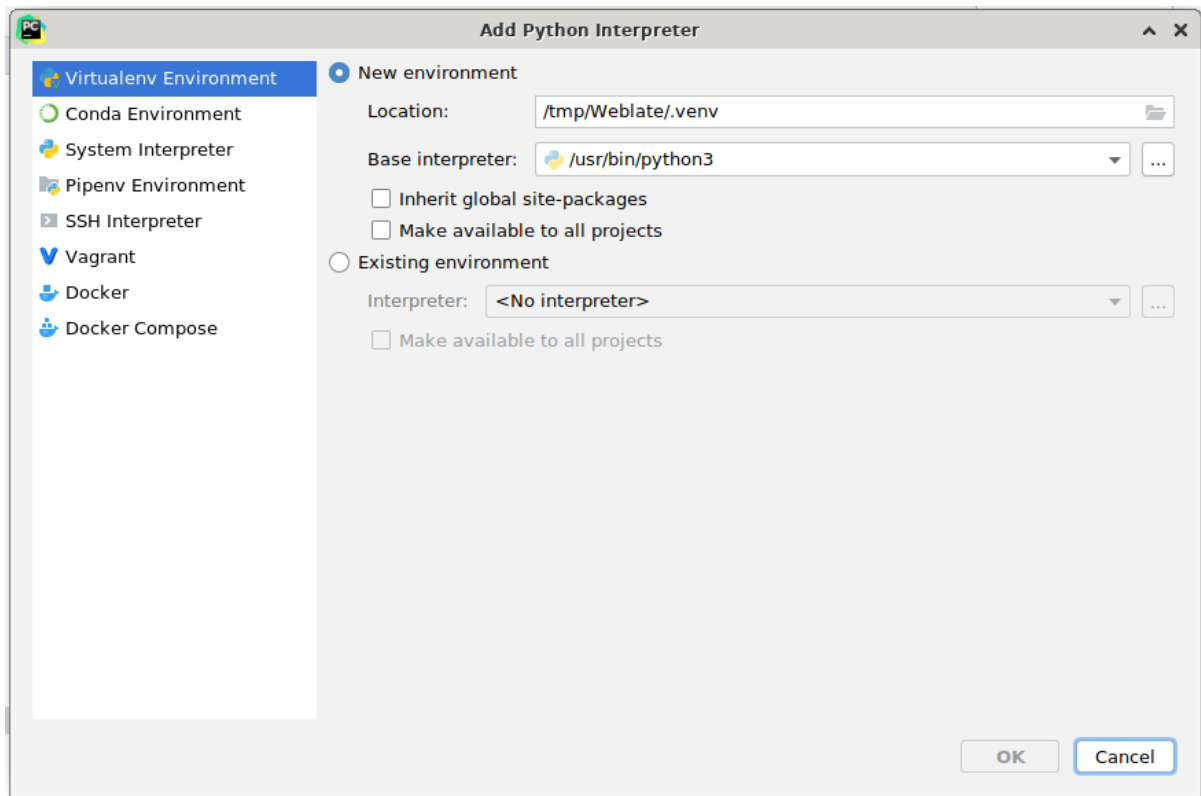 PC
Add Python Interpreter
Virtualenv Environment
Conda Environment
System Interpreter
Pipenv Environment
SSH Interpreter
Vagrant
Docker
Docker Compose
New environment
Location: /tmp/Weblate/.venv
Base interpreter: /usr/bin/python3 ...
Inherit global site-packages
Make available to all projects
Existing environment
Interpreter: <No interpreter> ...
Make available to all projects
OK Cancel